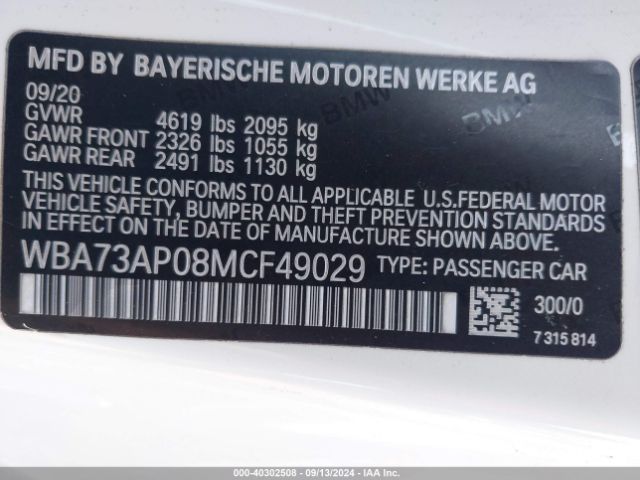 MFD BY BAYERISCHE MOTOREN WERKE AG
09/20
GVWR 4619 lbs 2095 kg
GAWR FRONT 2326 lbs 1055 kg
GAWR REAR 2491 lbs 1130 kg
THIS VEHICLE CONFORMS TO ALL APPLICABLE U.S.FEDERAL MOTOR
VEHICLE SAFETY, BUMPER AND THEFT PREVENTION STANDARDS
IN EFFECT ON THE DATE OF MANUFACTURE SHOWN ABOVE.
WBA73AP08MCF49029 TYPE: PASSENGER CAR
300/0
7 315 814
WBA-40302508 - 09/13/2024 - IAAI.COM